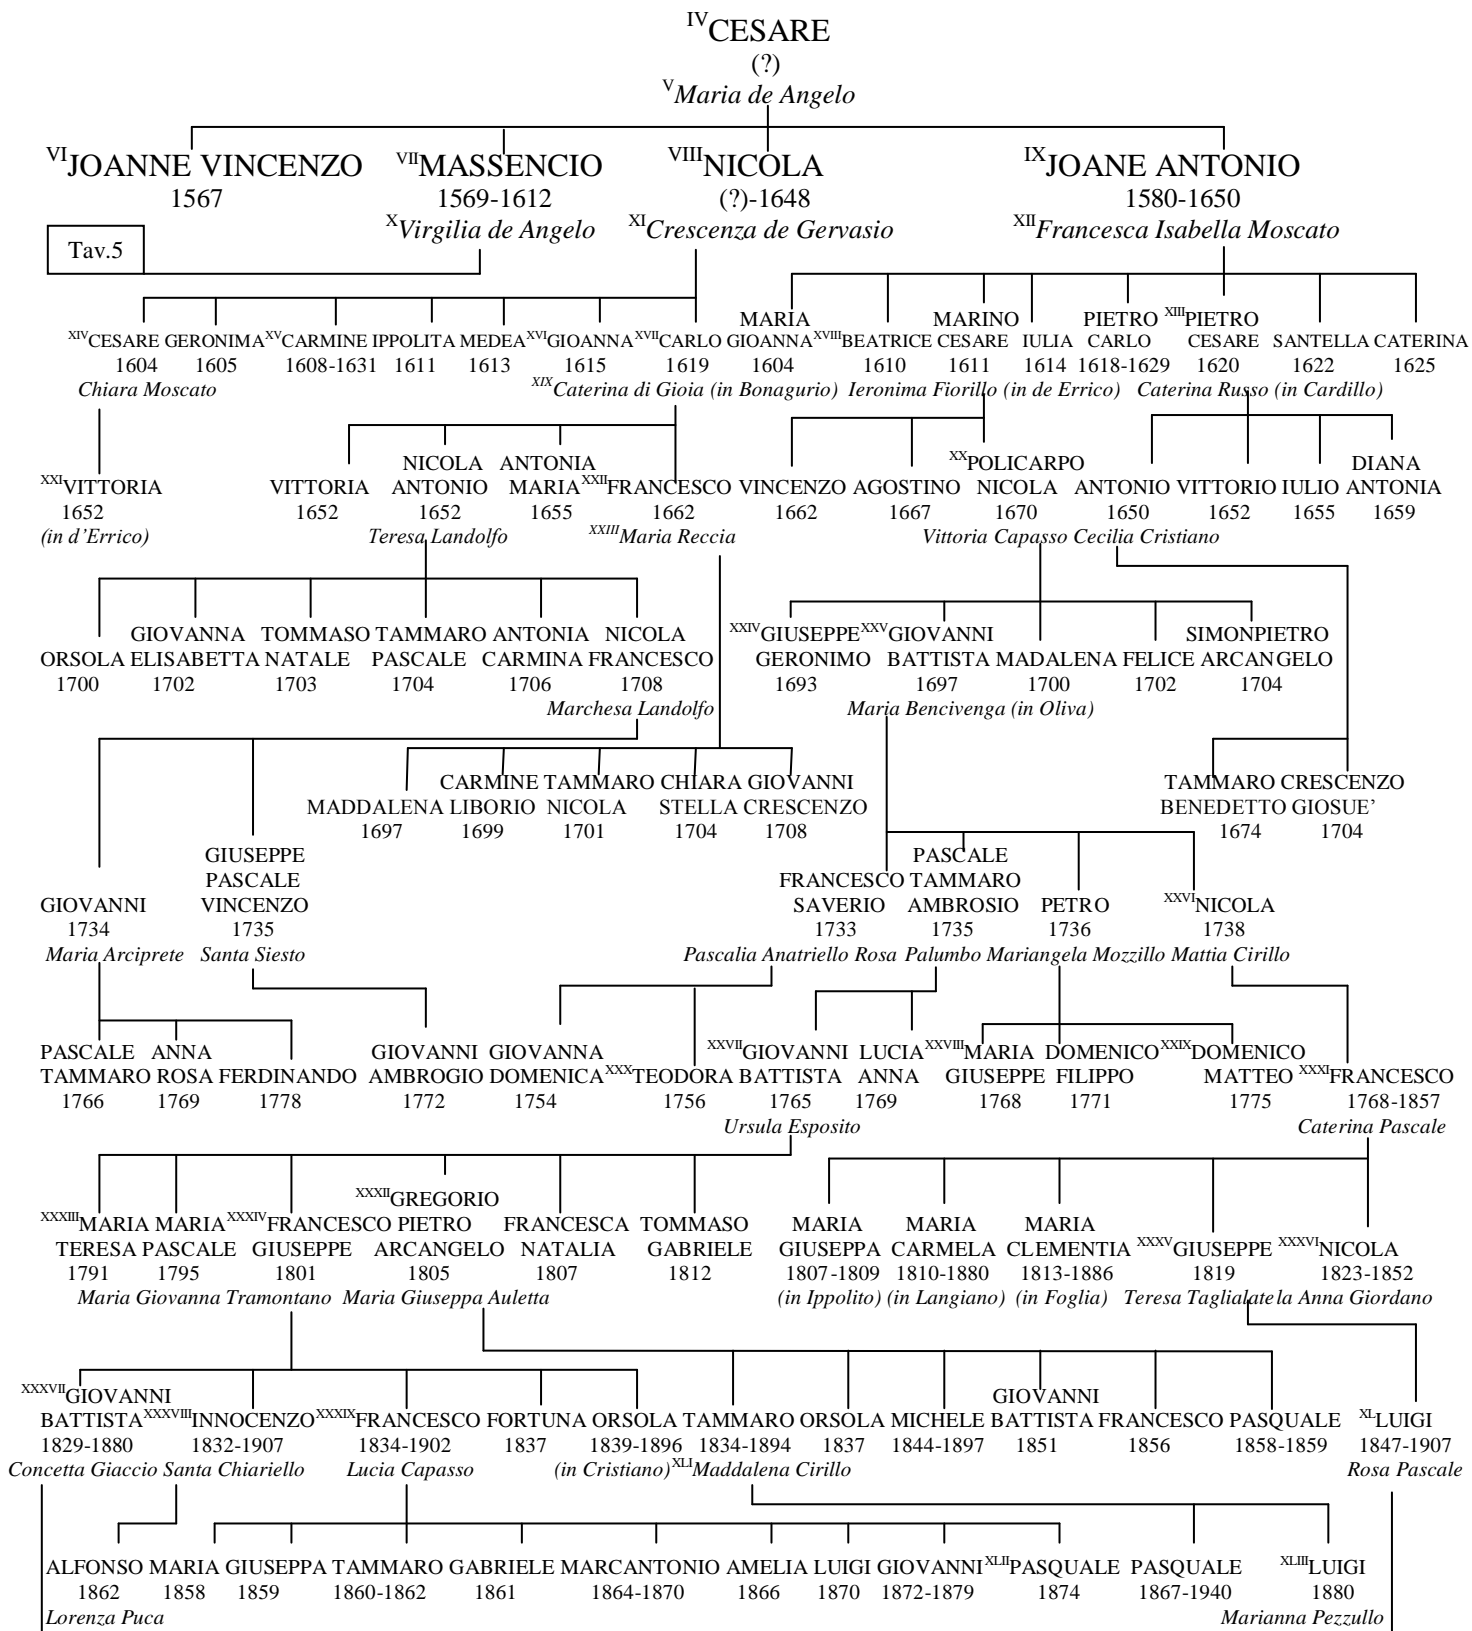 IVCESARE
(?)
VMaria de Angelo
VIJOANNE VINCENZO VIIMASSENCIO VIIINICOLA IXJOANE ANTONIO
1567 1569-1612 (?)-1648 1580-1650
XVirgilia de Angelo XICrescenza de Gervasio XIIFrancesca Isabella Moscato
Tav.5
MARIA MARINO PIETRO XIIIPIETRO
XIVCESARE GERONIMA XVCARMINE IPPOLITA MEDEA XVIGIOANNA XVIICARLO GIOANNA XVIIIBEATRICE CESARE IULIA CARLO CESARE SANTELLA CATERINA
1604 1605 1608-1631 1611 1613 1615 1619 1604 1610 1611 1614 1618-1629 1620 1622 1625
Chiara Moscato XIXCaterina di Gioia (in Bonagurio) Ieronima Fiorillo (in de Errico) Caterina Russo (in Cardillo)
NICOLA ANTONIA XXPOLICARPO DIANA
XXIVITTORIA VITTORIA ANTONIO MARIA XXIIFRANCESCO VINCENZO AGOSTINO NICOLA ANTONIO VITTORIO IULIO ANTONIA
1652 1652 1652 1655 1662 1662 1667 1670 1650 1652 1655 1659
(in d'Errico) Teresa Landolfo XXIIIMaria Reccia Vittoria Capasso Cecilia Cristiano
GIOVANNA TOMMASO TAMMARO ANTONIA NICOLA XXIVGIUSEPPE XXVGIOVANNI SIMONPIETRO
ORSOLA ELISABETTA NATALE PASCALE CARMINA FRANCESCO GERONIMO BATTISTA MADALENA FELICE ARCANGELO
1700 1702 1703 1704 1706 1708 1693 1697 1700 1702 1704
Marchesa Landolfo Maria Bencivenga (in Oliva)
CARMINE TAMMARO CHIARA GIOVANNI TAMMARO CRESCENZO
MADDALENA LIBORIO NICOLA STELLA CRESCENZO BENEDETTO GIOSUE'
1697 1699 1701 1704 1708 1674 1704
GIUSEPPE PASCALE
PASCALE FRANCESCO TAMMARO
GIOVANNI VINCENZO SAVERIO AMBROSIO PETRO XXVINICOLA
1734 1735 1733 1735 1736 1738
Maria Arciprete Santa Siesto Pascalia Anatriello Rosa Palumbo Mariangela Mozzillo Mattia Cirillo
PASCALE ANNA GIOVANNI GIOVANNA XXVIIGIOVANNI LUCIA XXVIIIMARIA DOMENICO XXIXDOMENICO
TAMMARO ROSA FERDINANDO AMBROGIO DOMENICA XXXTEODORA BATTISTA ANNA GIUSEPPE FILIPPO MATTEO XXXIFRANCESCO
1766 1769 1778 1772 1754 1756 1765 1769 1768 1771 1775 1768-1857
Ursula Esposito Caterina Pascale
XXXIIGREGORIO
XXXIIIMARIA MARIA XXXIVFRANCESCO PIETRO FRANCESCA TOMMASO MARIA MARIA MARIA
TERESA PASCALE GIUSEPPE ARCANGELO NATALIA GABRIELE GIUSEPPA CARMELA CLEMENTIA XXXVGIUSEPPE XXXVINICOLA
1791 1795 1801 1805 1807 1812 1807-1809 1810-1880 1813-1886 1819 1823-1852
Maria Giovanna Tramontano Maria Giuseppa Auletta (in Ippolito) (in Langiano) (in Foglia) Teresa Taglialatela Anna Giordano
XXXVIIGIOVANNI GIOVANNI
BATTISTA XXXVIIIINNOCENZO XXXIXFRANCESCO FORTUNA ORSOLA TAMMARO ORSOLA MICHELE BATTISTA FRANCESCO PASQUALE XLLUIGI
1829-1880 1832-1907 1834-1902 1837 1839-1896 1834-1894 1837 1844-1897 1851 1856 1858-1859 1847-1907
Concetta Giaccio Santa Chiariello Lucia Capasso (in Cristiano) XLIMaddalena Cirillo Rosa Pascale
ALFONSO MARIA GIUSEPPA TAMMARO GABRIELE MARCANTONIO AMELIA LUIGI GIOVANNI XLIIPASQUALE PASQUALE XLIIILUIGI
1862 1858 1859 1860-1862 1861 1864-1870 1866 1870 1872-1879 1874 1867-1940 1880
Lorenza Puca Marianna Pezzullo